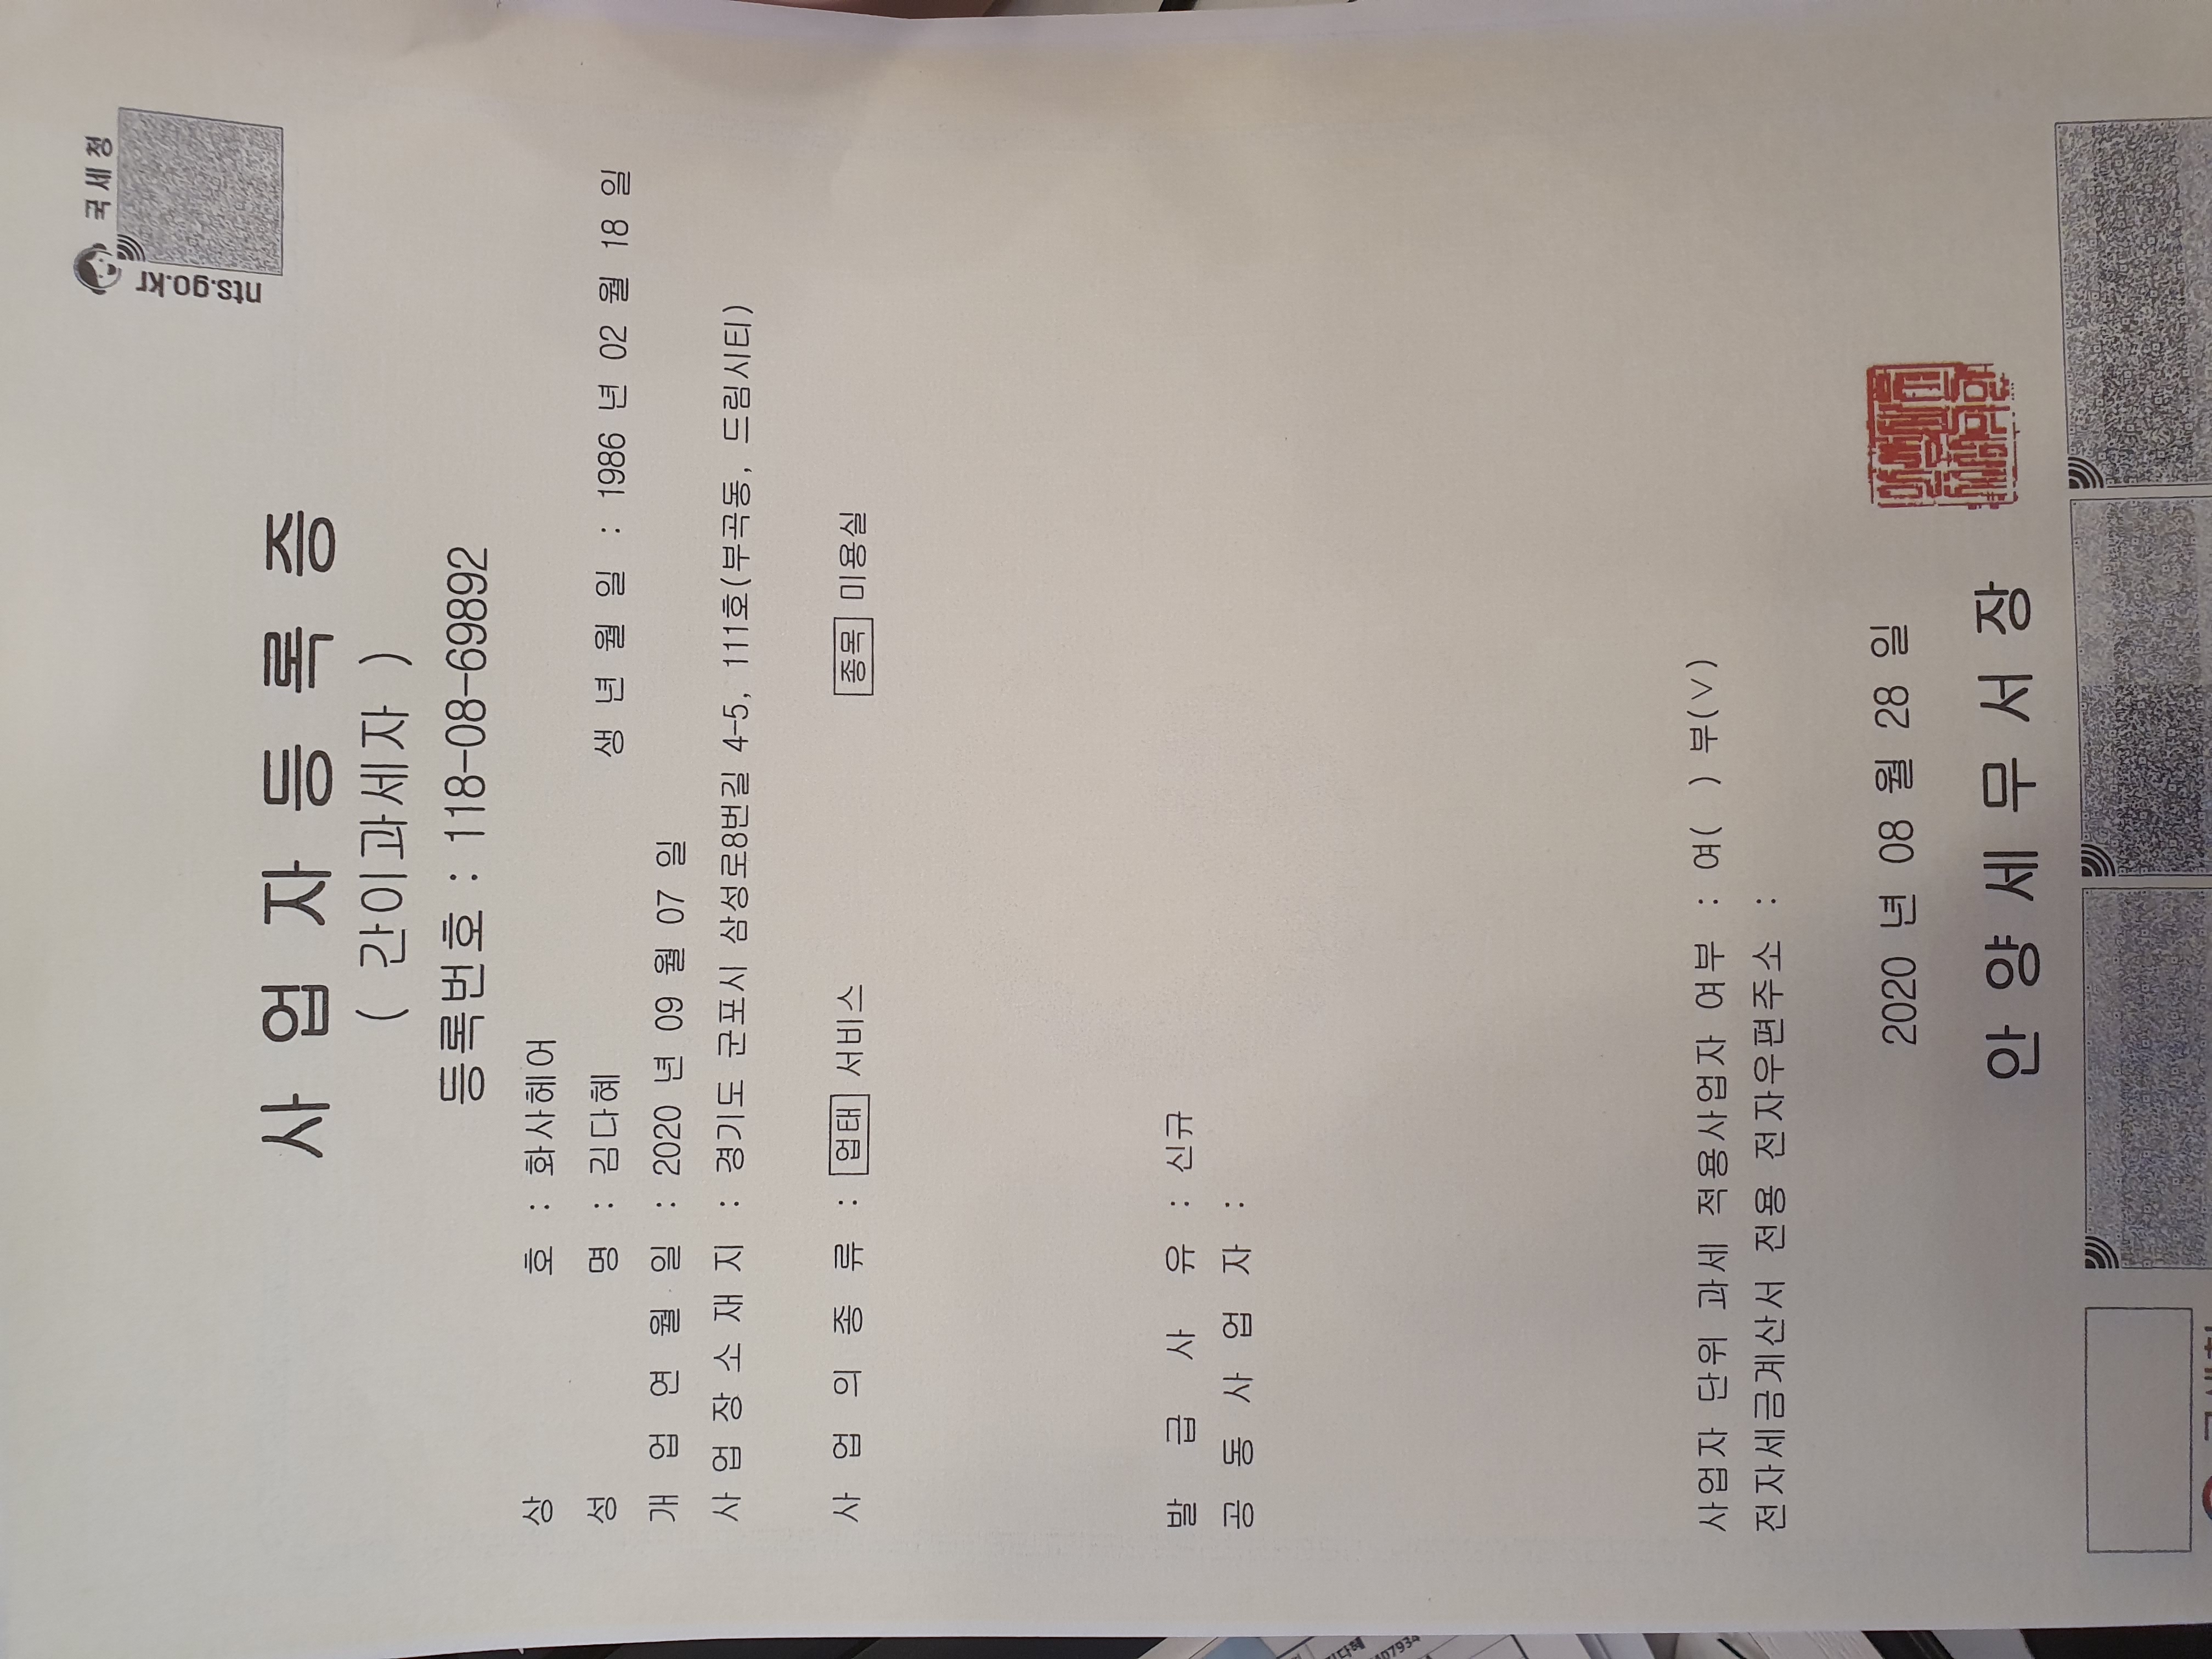 국세청
nts.go.kr
사업자등록증
( 간이과세자 )
등록번호 : 118-08-69892
상 호 : 화사헤어
성 명 : 김다혜 생 년 월 일 : 1986 년 02 월 18 일
개 업 연 월 일 : 2020 년 09 월 07 일
사 업 장 소 재 지 : 경기도 군포시 삼성로8번길 4-5, 111호(부곡동, 드림시티)
사 업 의 종 류 : 업태 서비스 종목 미용실
발 급 사 유 : 신규
공 동 사 업 자 :
사업자 단위 과세 적용사업자 여부 : 여( ) 부(∨)
전자세금계산서 전용 전자우편주소 :
2020 년 08 월 28 일
안 양 세 무 서 장